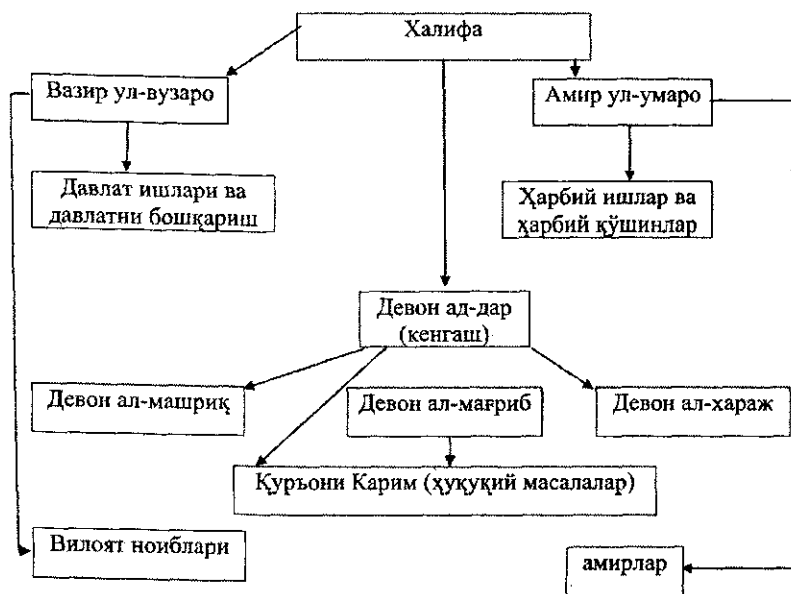 Халифа
Вазир ул-вузаро
Амир ул-умаро
Давлат ишлари ва
давлатни бошқариш
Ҳарбий ишлар ва
ҳарбий қўшинлар
Девон ад-дар
(кенгаш)
Девон ал-машриқ
Девон ал-мағриб
Девон ал-хараж
Қуръони Карим (ҳуқуқий масалалар)
Вилоят ноиблари
амирлар